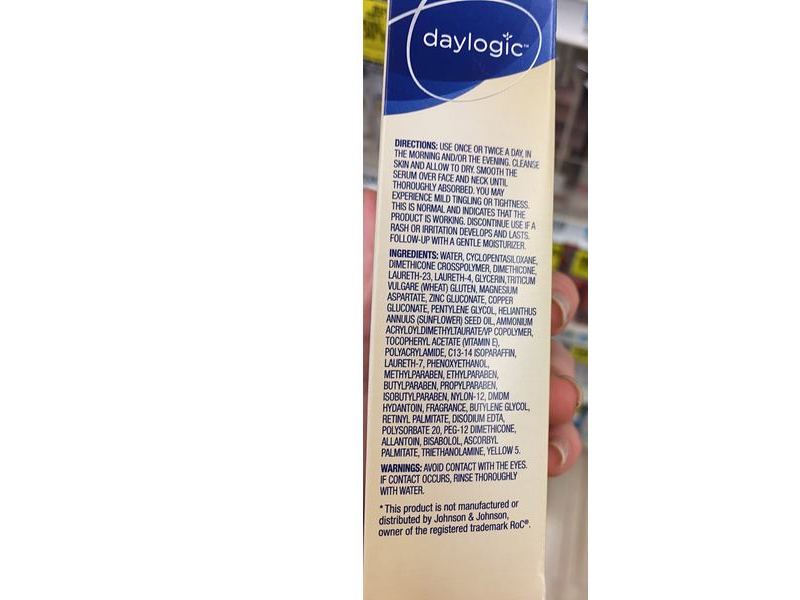 daylogic™
DIRECTIONS: USE ONCE OR TWICE A DAY, IN
THE MORNING AND/OR THE EVENING. CLEANSE
SKIN AND ALLOW TO DRY. SMOOTH THE
SERUM OVER FACE AND NECK UNTIL
THOROUGHLY ABSORBED. YOU MAY
EXPERIENCE MILD TINGLING OR TIGHTNESS.
THIS IS NORMAL AND INDICATES THAT THE
PRODUCT IS WORKING. DISCONTINUE USE IF A
RASH OR IRRITATION DEVELOPS AND LASTS.
FOLLOW-UP WITH A GENTLE MOISTURIZER.
INGREDIENTS: WATER, CYCLOPENTASILOXANE,
DIMETHICONE CROSSPOLYMER, DIMETHICONE,
LAURETH-23, LAURETH-4, GLYCERIN,TRITICUM
VULGARE (WHEAT) GLUTEN, MAGNESIUM
ASPARTATE, ZINC GLUCONATE, COPPER
GLUCONATE, PENTYLENE GLYCOL, HELIANTHUS
ANNUUS (SUNFLOWER) SEED OIL, AMMONIUM
ACRYLOYLDIMETHYLTAURATE/VP COPOLYMER,
TOCOPHERYL ACETATE (VITAMIN E),
POLYACRYLAMIDE, C13-14 ISOPARAFFIN,
LAURETH-7, PHENOXYETHANOL,
METHYLPARABEN, ETHYLPARABEN,
BUTYLPARABEN, PROPYLPARABEN,
ISOBUTYLPARABEN, NYLON-12, DMDM
HYDANTOIN, FRAGRANCE, BUTYLENE GLYCOL,
RETINYL PALMITATE, DISODIUM EDTA,
POLYSORBATE 20, PEG-12 DIMETHICONE,
ALLANTOIN, BISABOLOL, ASCORBYL
PALMITATE, TRIETHANOLAMINE, YELLOW 5.
WARNINGS: AVOID CONTACT WITH THE EYES.
IF CONTACT OCCURS, RINSE THOROUGHLY
WITH WATER.
*This product is not manufactured or
distributed by Johnson & Johnson,
owner of the registered trademark RoC®.